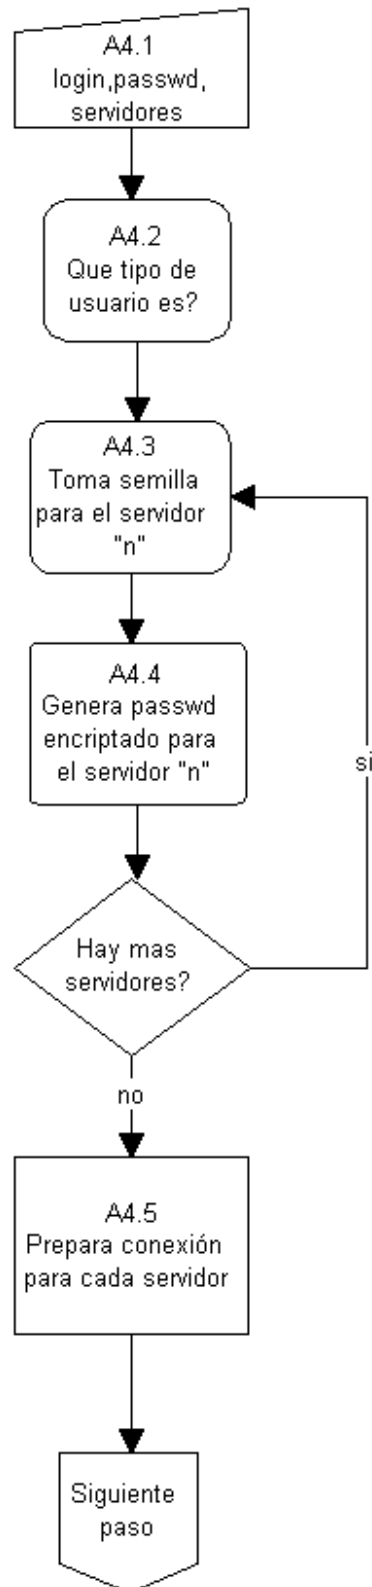 A4.1
login,passwd,
servidores
A4.2
Que tipo de
usuario es?
A4.3
Toma semilla
para el servidor
"n"
A4.4
Genera passwd
encriptado para
el servidor "n"
si
Hay mas
servidores?
no
A4.5
Prepara conexión
para cada servidor
Siguiente
paso